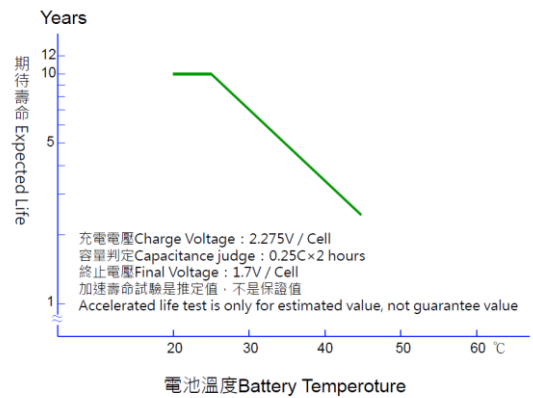 Years
12
10
5
1
期待壽命 Expected Life
充電電壓Charge Voltage：2.275V / Cell
容量判定Capacitance judge：0.25C×2 hours
終止電壓Final Voltage：1.7V / Cell
加速壽命試驗是推定值，不是保證值
Accelerated life test is only for estimated value, not guarantee value
20 30 40 50 60 ℃
電池溫度Battery Temperoture